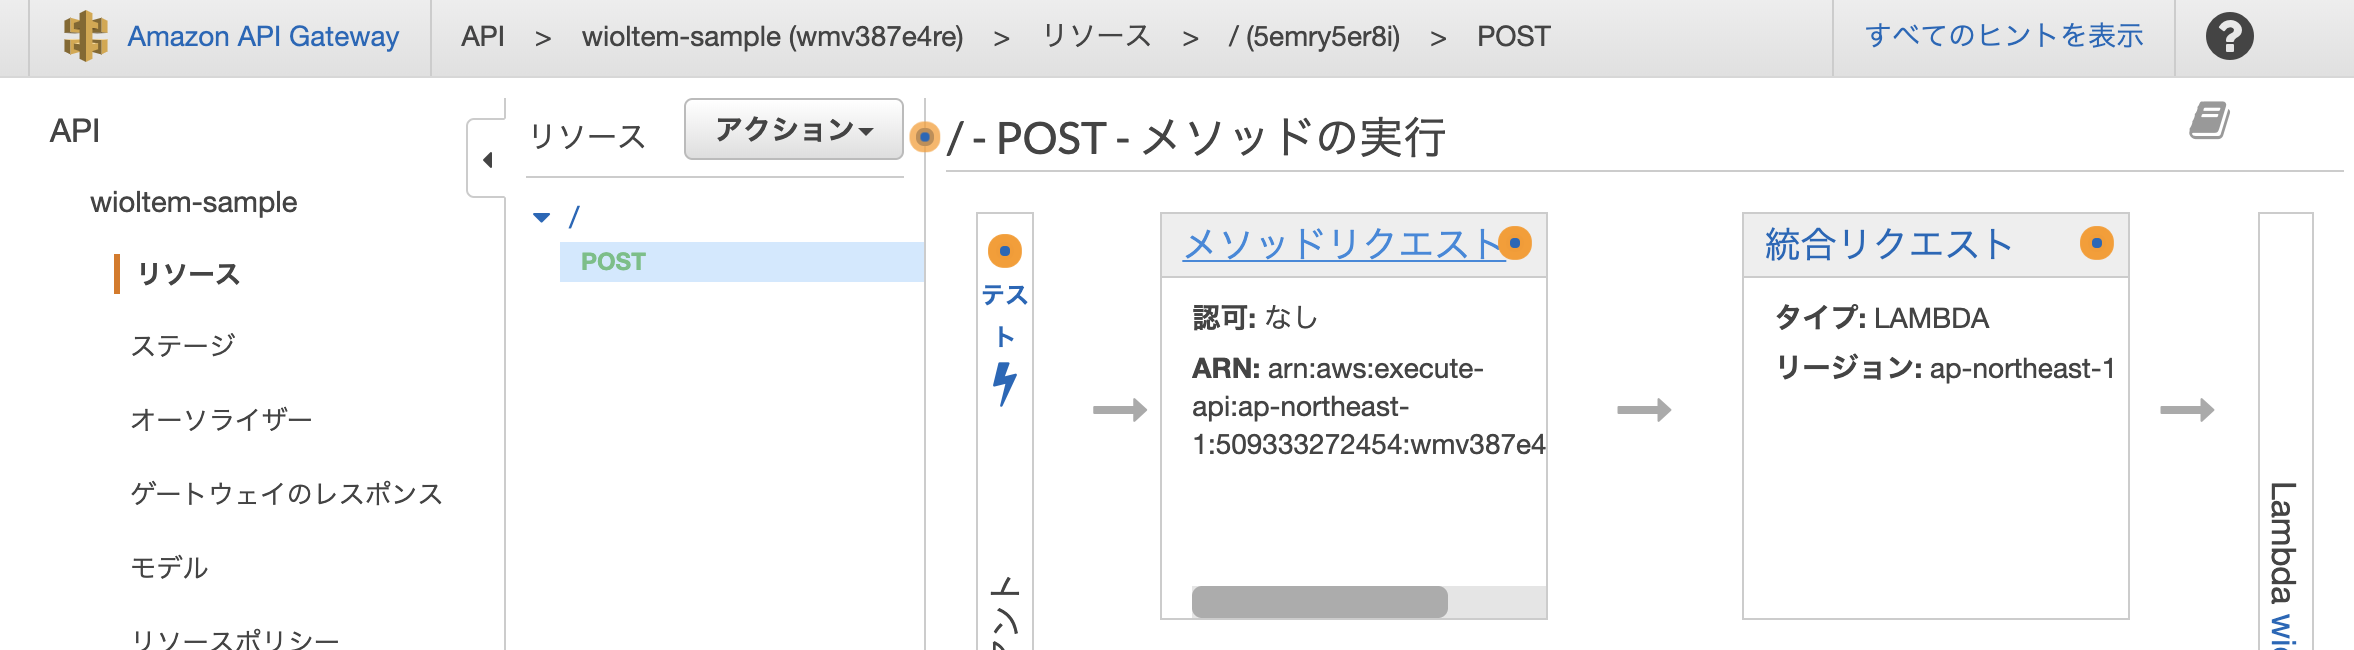 Amazon API Gateway
API > wioltem-sample (wmv387e4re) > リソース > / (5emry5er8i) > POST
すべてのヒントを表示
?
API
wioltem-sample
リソース
ステージ
オーソライザー
ゲートウェイのレスポンス
モデル
リソースポリシー
リソース
アクション
/
POST
/ - POST - メソッドの実行
テス
ト
アント
メソッドリクエスト
認可: なし
ARN: arn:aws:execute-
api:ap-northeast-
1:509333272454:wmv387e4
統合リクエスト
タイプ: LAMBDA
リージョン: ap-northeast-1
Lambda wi